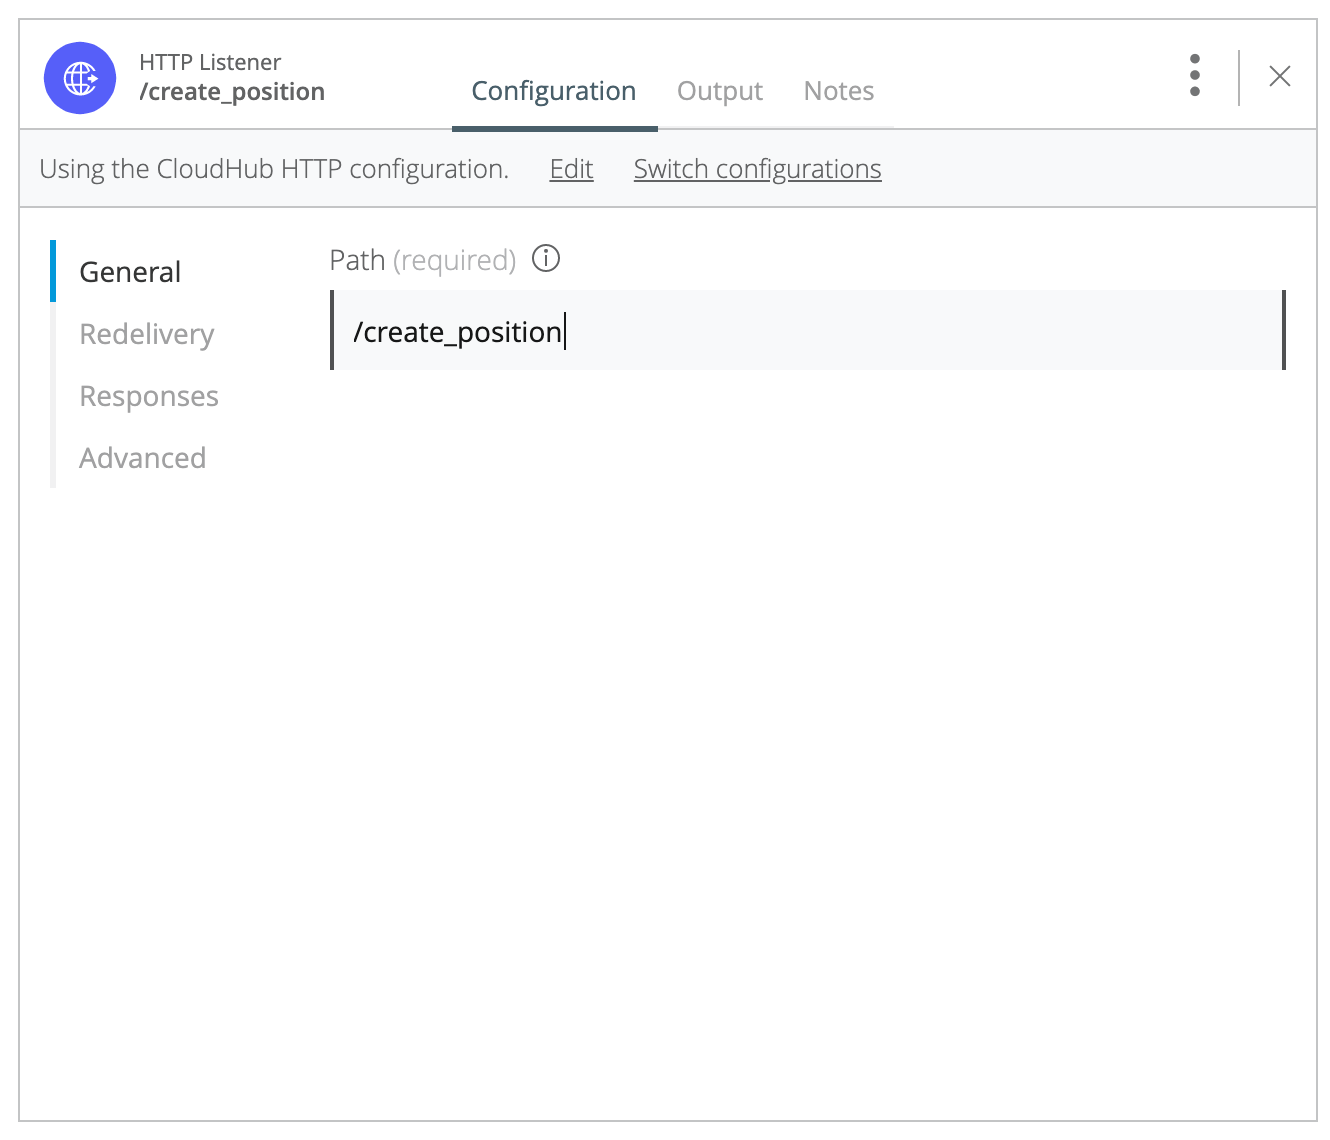 HTTP Listener
/create_position
Configuration Output Notes
Using the CloudHub HTTP configuration. Edit Switch configurations
General
Redelivery
Responses
Advanced
Path (required)
/create_position